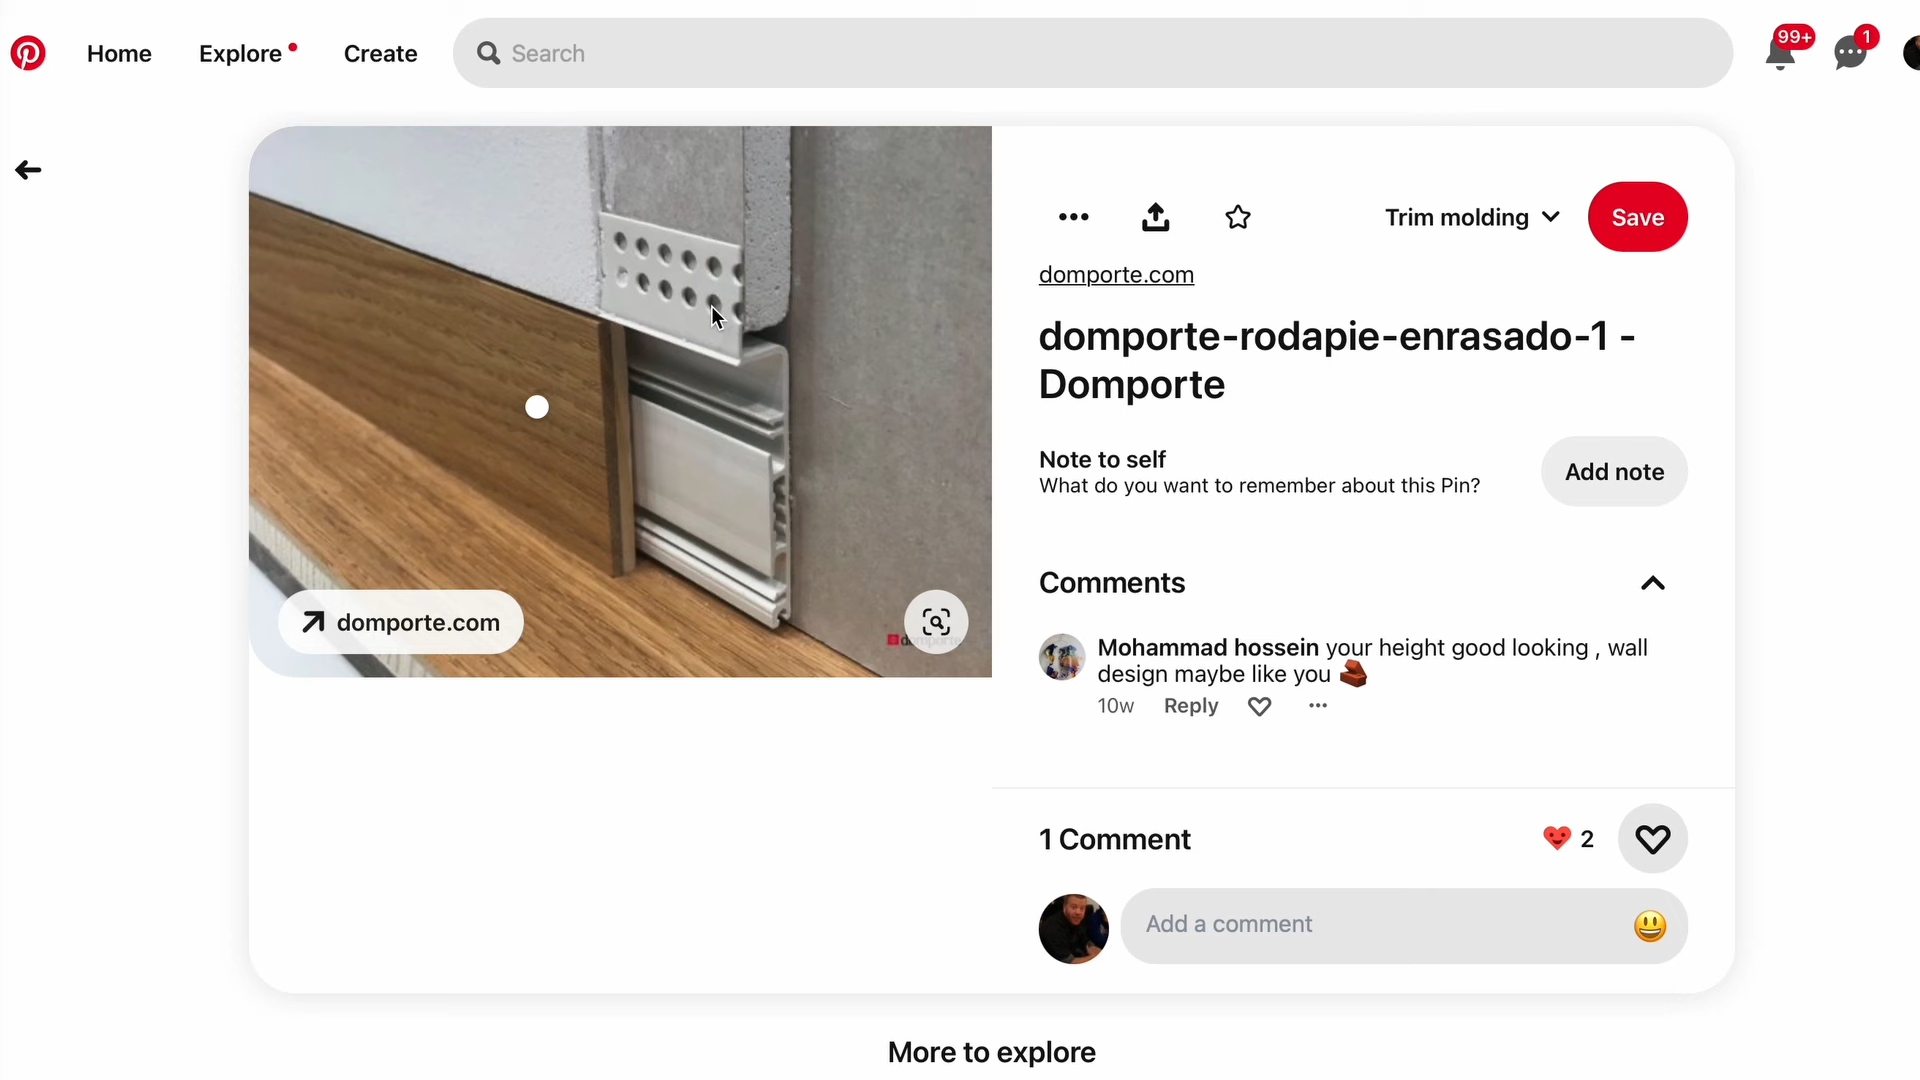 Home
Explore
Create
Search
99+
1
Trim molding
Save
domporte.com
domporte-rodapie-enrasado-1 -
Domporte
Note to self
What do you want to remember about this Pin?
Add note
domporte.com
Comments
Mohammad hossein your height good looking , wall
design maybe like you 🧱
10w
Reply
1 Comment
2
Add a comment
More to explore